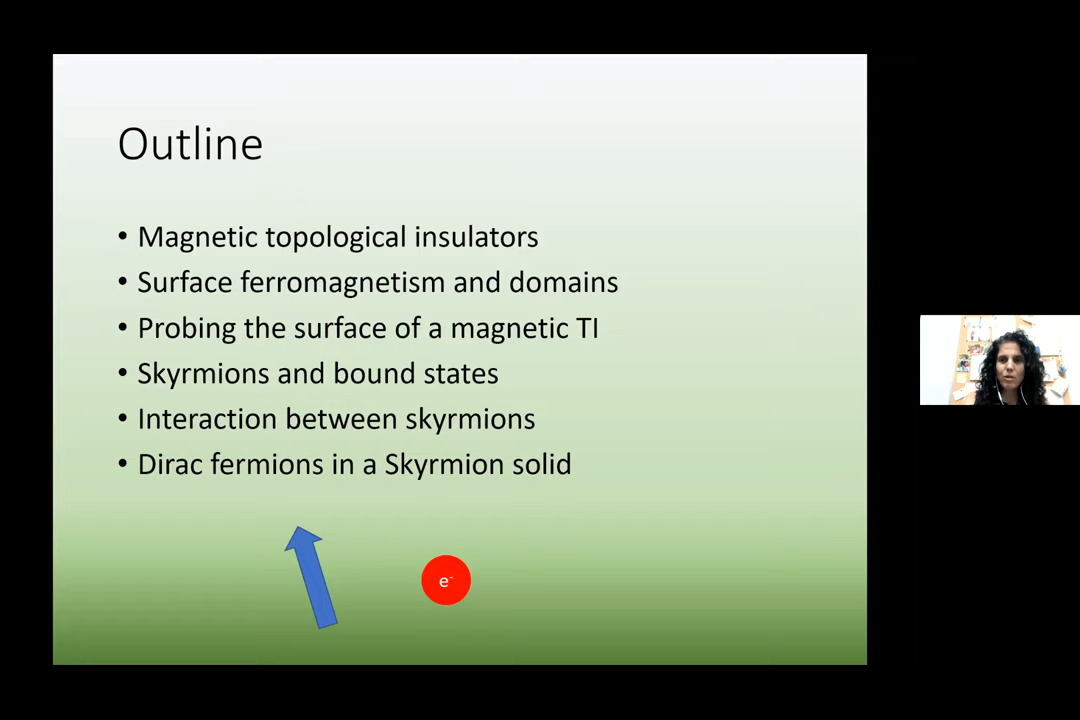 Outline
• Magnetic topological insulators
• Surface ferromagnetism and domains
• Probing the surface of a magnetic TI
• Skyrmions and bound states
• Interaction between skyrmions
• Dirac fermions in a Skyrmion solid
e⁻